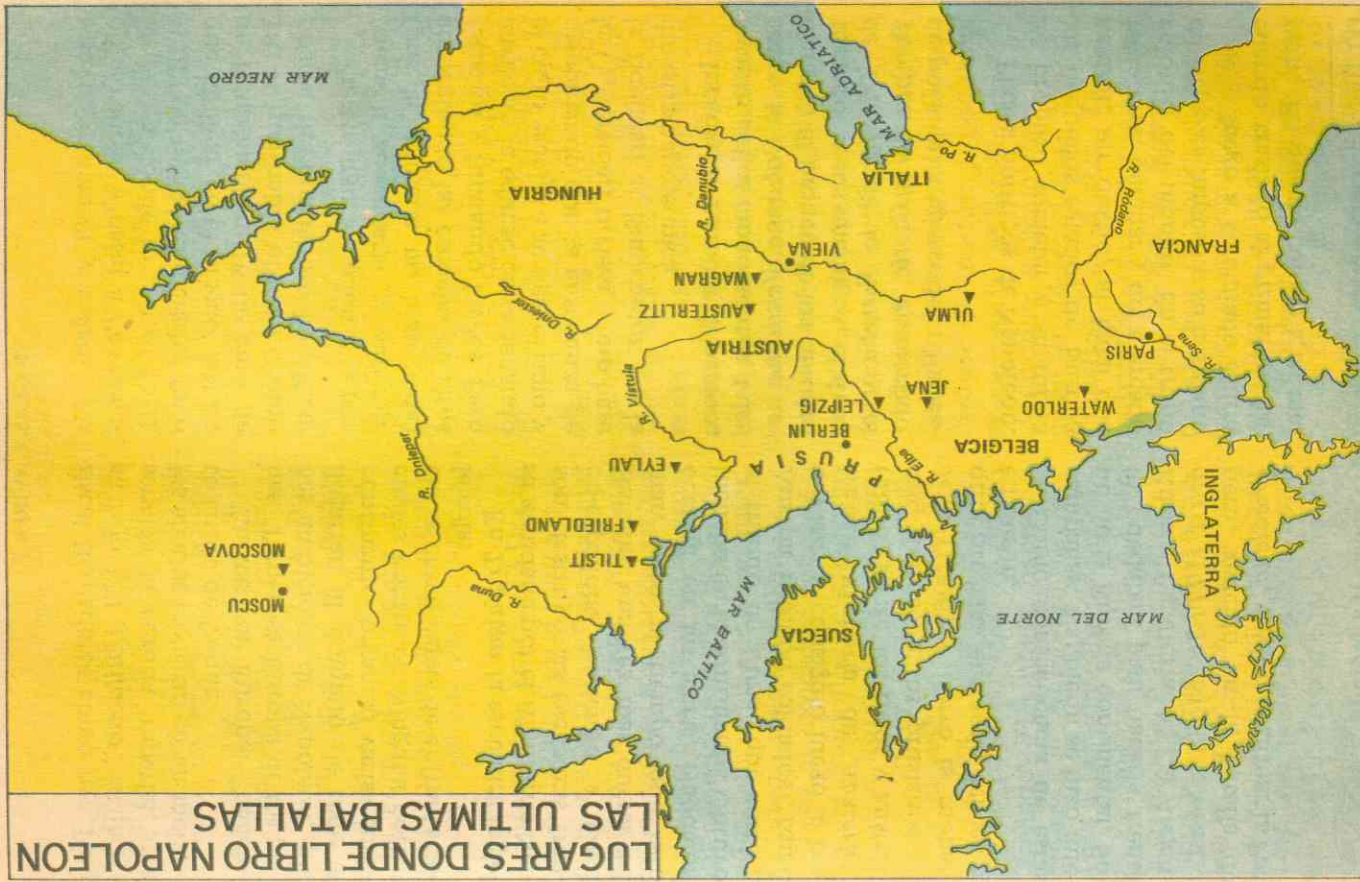 LUGARES DONDE LIBRO NAPOLEON
LAS ULTIMAS BATALLAS
INGLATERRA
MAR DEL NORTE
SUECIA
MAR BALTICO
R. Duna
MOSCU
MOSCOVA
TILSIT
FRIEDLAND
EYLAU
R. Dnieper
PRUSIA
BERLIN
R. Elba
BELGICA
WATERLOO
JENA
LEIPZIG
R. Vistula
PARIS
R. Sena
AUSTRIA
ULMA
AUSTERLITZ
WAGRAN
VIENA
R. Dniester
FRANCIA
R. Ródano
ITALIA
R. Po
R. Danubio
HUNGRIA
MAR ADRIATICO
MAR NEGRO